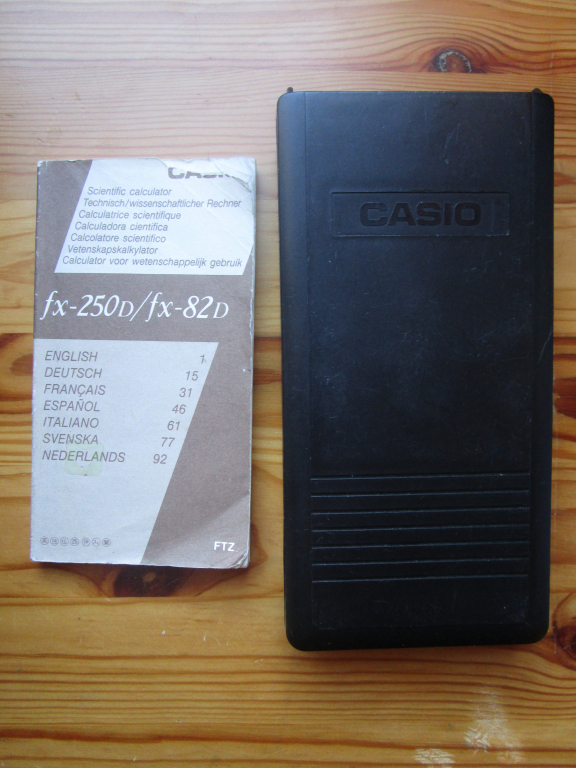 CASIO
Scientific calculator
Technisch/wissenschaftlicher Rechner
Calculatrice scientifique
Calculadora científica
Calcolatore scientifico
Vetenskapskalkylator
Calculator voor wetenschappelijk gebruik
fx-250D/fx-82D
ENGLISH 1
DEUTSCH 15
FRANÇAIS 31
ESPAÑOL 46
ITALIANO 61
SVENSKA 77
NEDERLANDS 92
FTZ
CASIO